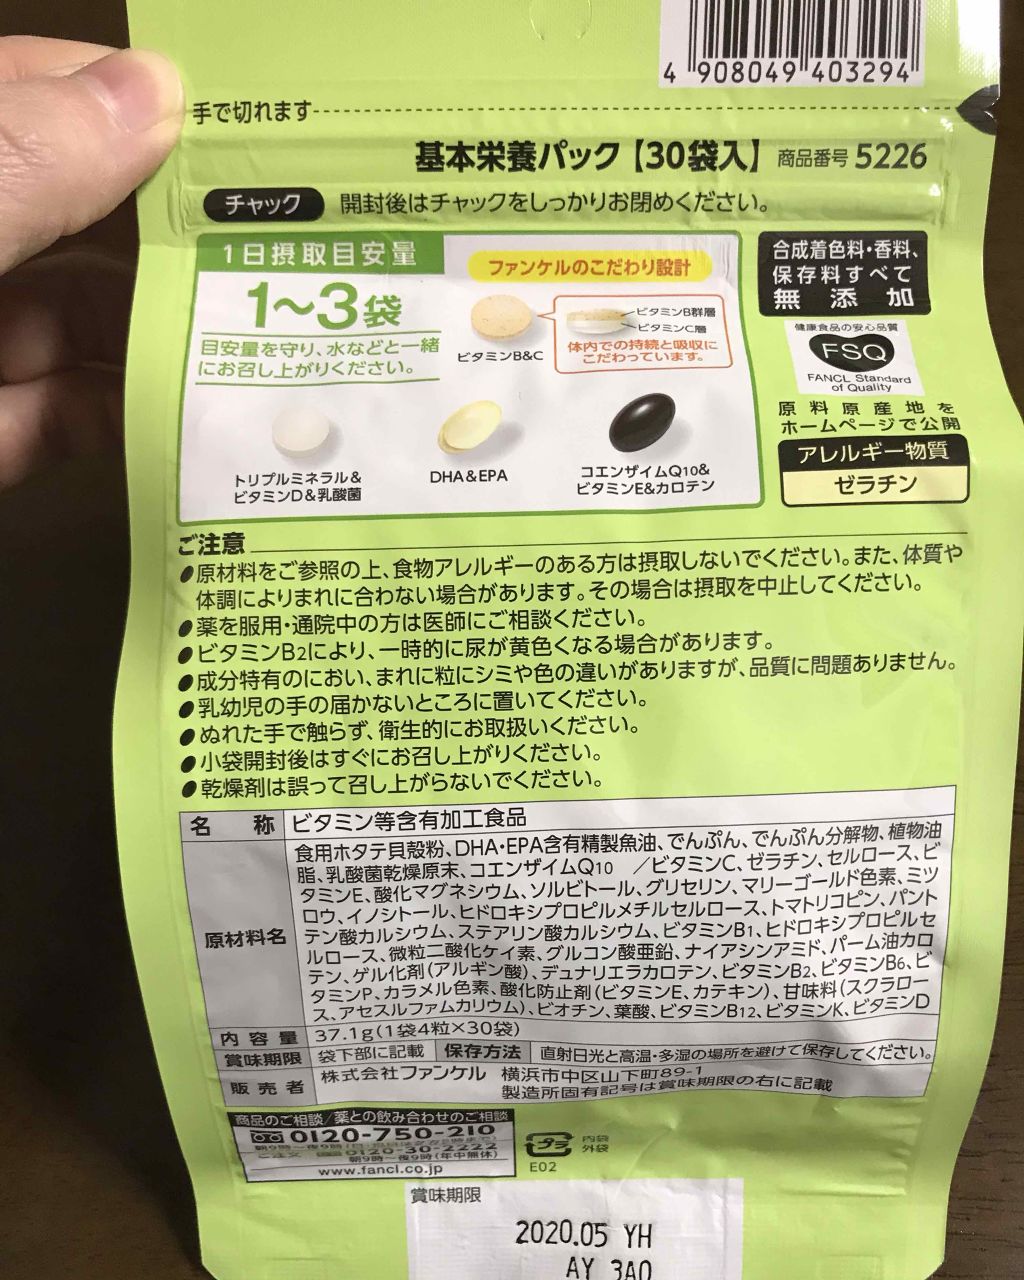 4 908049 403294
手で切れます
基本栄養パック【30袋入】 商品番号 5226
チャック 開封後はチャックをしっかりお閉めください。
1日摂取目安量
1〜3袋
目安量を守り、水などと一緒
にお召し上がりください。
ファンケルのこだわり設計
ビタミンB群層
ビタミンC層
体内での持続と吸収に
こだわっています。
ビタミンB&C
トリプルミネラル&
ビタミンD&乳酸菌
DHA&EPA
コエンザイムQ10&
ビタミンE&カロテン
合成着色料・香料、
保存料すべて
無添加
健康食品の安心品質
FSQ
FANCL Standard
of Quality
原料原産地を
ホームページで公開
アレルギー物質
ゼラチン
ご注意
●原材料をご参照の上、食物アレルギーのある方は摂取しないでください。また、体質や
体調によりまれに合わない場合があります。その場合は摂取を中止してください。
●薬を服用・通院中の方は医師にご相談ください。
●ビタミンB2により、一時的に尿が黄色くなる場合があります。
●成分特有のにおい、まれに粒にシミや色の違いがありますが、品質に問題ありません。
●乳幼児の手の届かないところに置いてください。
●ぬれた手で触らず、衛生的にお取扱いください。
●小袋開封後はすぐにお召し上がりください。
●乾燥剤は誤って召し上がらないでください。
名称 ビタミン等含有加工食品
原材料名
食用ホタテ貝殻粉、DHA・EPA含有精製魚油、でんぷん、でんぷん分解物、植物油
脂、乳酸菌乾燥原末、コエンザイムQ10 /ビタミンC、ゼラチン、セルロース、ビ
タミンE、酸化マグネシウム、ソルビトール、グリセリン、マリーゴールド色素、ミツ
ロウ、イノシトール、ヒドロキシプロピルメチルセルロース、トマトリコピン、パント
テン酸カルシウム、ステアリン酸カルシウム、ビタミンB1、ヒドロキシプロピルセ
ルロース、微粒二酸化ケイ素、グルコン酸亜鉛、ナイアシンアミド、パーム油カロ
テン、ゲル化剤(アルギン酸)、デュナリエラカロテン、ビタミンB2、ビタミンB6、ビ
タミンP、カラメル色素、酸化防止剤(ビタミンE、カテキン)、甘味料(スクラロー
ス、アセスルファムカリウム)、ビオチン、葉酸、ビタミンB12、ビタミンK、ビタミンD
内容量 37.1g(1袋4粒×30袋)
賞味期限 袋下部に記載 保存方法 直射日光と高温・多湿の場所を避けて保存してください。
販売者 株式会社ファンケル 横浜市中区山下町89-1
製造所固有記号は賞味期限の右に記載
商品のご相談/薬との飲み合わせのご相談
0120-750-210
ご注文 0120-30-2222
朝9時〜夜9時(年中無休)
www.fancl.co.jp
プラ
内袋
外袋
E02
賞味期限
2020.05 YH
AY 3A0